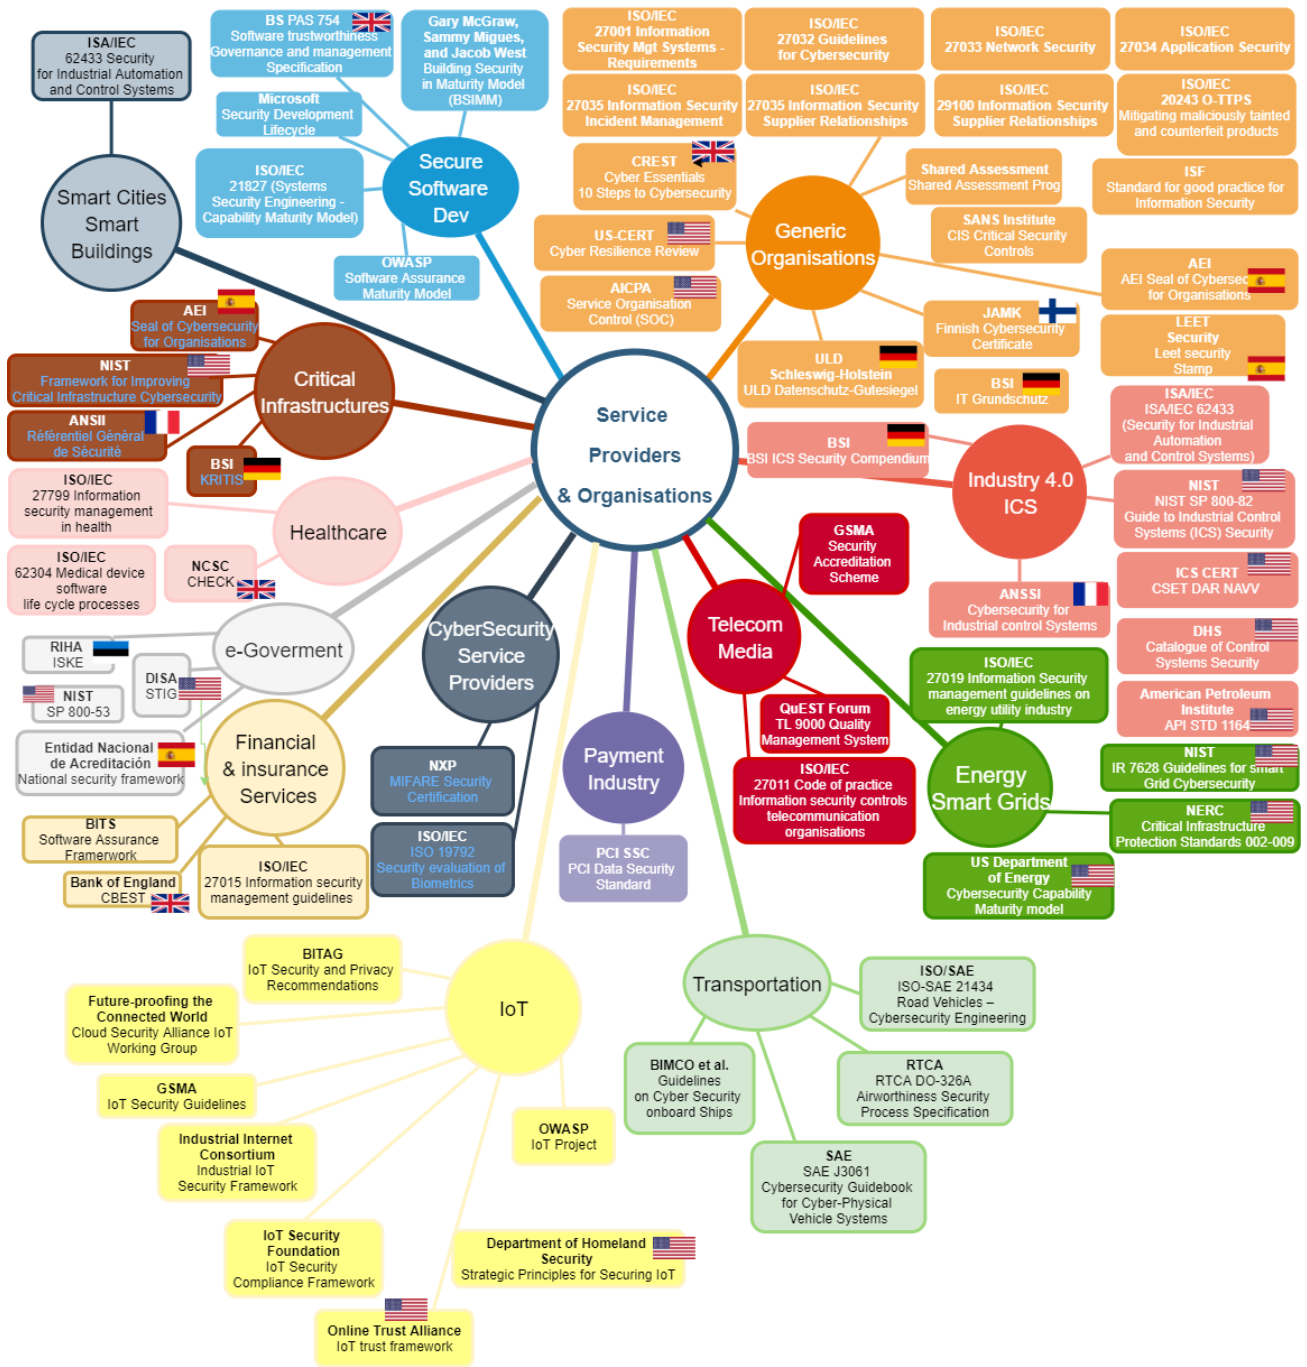 ISA/IEC
62433 Security
for Industrial Automation
and Control Systems
Smart Cities
Smart
Buildings
BS PAS 754
Software trustworthiness
Governance and management
Specification
Gary McGraw,
Sammy Migues,
and Jacob West
Building Security
in Maturity Model
(BSIMM)
Microsoft
Security Development
Lifecycle
ISO/IEC
21827 (Systems
Security Engineering -
Capability Maturity Model)
OWASP
Software Assurance
Maturity Model
Secure
Software
Dev
ISO/IEC
27001 Information
Security Mgt Systems -
Requirements
ISO/IEC
27032 Guidelines
for Cybersecurity
ISO/IEC
27033 Network Security
ISO/IEC
27034 Application Security
ISO/IEC
27035 Information Security
Incident Management
ISO/IEC
27035 Information Security
Supplier Relationships
ISO/IEC
29100 Information Security
Supplier Relationships
ISO/IEC
20243 O-TTPS
Mitigating maliciously tainted
and counterfeit products
CREST
Cyber Essentials
10 Steps to Cybersecurity
Shared Assessment
Shared Assessment Prog
ISF
Standard for good practice for
Information Security
US-CERT
Cyber Resilience Review
SANS Institute
CIS Critical Security
Controls
Generic
Organisations
AICPA
Service Organisation
Control (SOC)
AEI
AEI Seal of Cybersec
for Organisations
JAMK
Finnish Cybersecurity
Certificate
LEET
Security
Leet security
Stamp
ULD
Schleswig-Holstein
ULD Datenschutz-Gutesiegel
BSI
IT Grundschutz
AEI
Seal of Cybersecurity
for Organisations
NIST
Framework for Improving
Critical Infrastructure Cybersecurity
ANSII
Référentiel Général
de Sécurité
BSI
KRITIS
Critical
Infrastructures
Service
Providers
& Organisations
BSI
BSI ICS Security Compendium
ISA/IEC
ISA/IEC 62433
(Security for Industrial
Automation
and Control Systems)
Industry 4.0
ICS
NIST
NIST SP 800-82
Guide to Industrial Control
Systems (ICS) Security
ICS CERT
CSET DAR NAVV
ANSSI
Cybersecurity for
Industrial control Systems
DHS
Catalogue of Control
Systems Security
American Petroleum
Institute
API STD 1164
ISO/IEC
27799 Information
security management
in health
Healthcare
ISO/IEC
62304 Medical device
software
life cycle processes
NCSC
CHECK
RIHA
ISKE
DISA
STIG
NIST
SP 800-53
Entidad Nacional
de Acreditación
National security framework
e-Goverment
Financial
& insurance
Services
BITS
Software Assurance
Framerwork
Bank of England
CBEST
ISO/IEC
27015 Information security
management guidelines
CyberSecurity
Service
Providers
NXP
MIFARE Security
Certification
ISO/IEC
ISO 19792
Security evaluation of
Biometrics
Payment
Industry
PCI SSC
PCI Data Security
Standard
GSMA
Security
Accreditation
Scheme
Telecom
Media
QuEST Forum
TL 9000 Quality
Management System
ISO/IEC
27011 Code of practice
Information security controls
telecommunication
organisations
ISO/IEC
27019 Information Security
management guidelines on
energy utility industry
Energy
Smart Grids
NIST
IR 7628 Guidelines for smart
Grid Cybersecurity
NERC
Critical Infrastructure
Protection Standards 002-009
US Department
of Energy
Cybersecurity Capability
Maturity model
BITAG
IoT Security and Privacy
Recommendations
Future-proofing the
Connected World
Cloud Security Alliance IoT
Working Group
IoT
GSMA
IoT Security Guidelines
Industrial Internet
Consortium
Industrial IoT
Security Framework
OWASP
IoT Project
IoT Security
Foundation
IoT Security
Compliance Framework
Department of Homeland
Security
Strategic Principles for Securing IoT
Online Trust Alliance
IoT trust framework
Transportation
ISO/SAE
ISO-SAE 21434
Road Vehicles –
Cybersecurity Engineering
BIMCO et al.
Guidelines
on Cyber Security
onboard Ships
RTCA
RTCA DO-326A
Airworthiness Security
Process Specification
SAE
SAE J3061
Cybersecurity Guidebook
for Cyber-Physical
Vehicle Systems